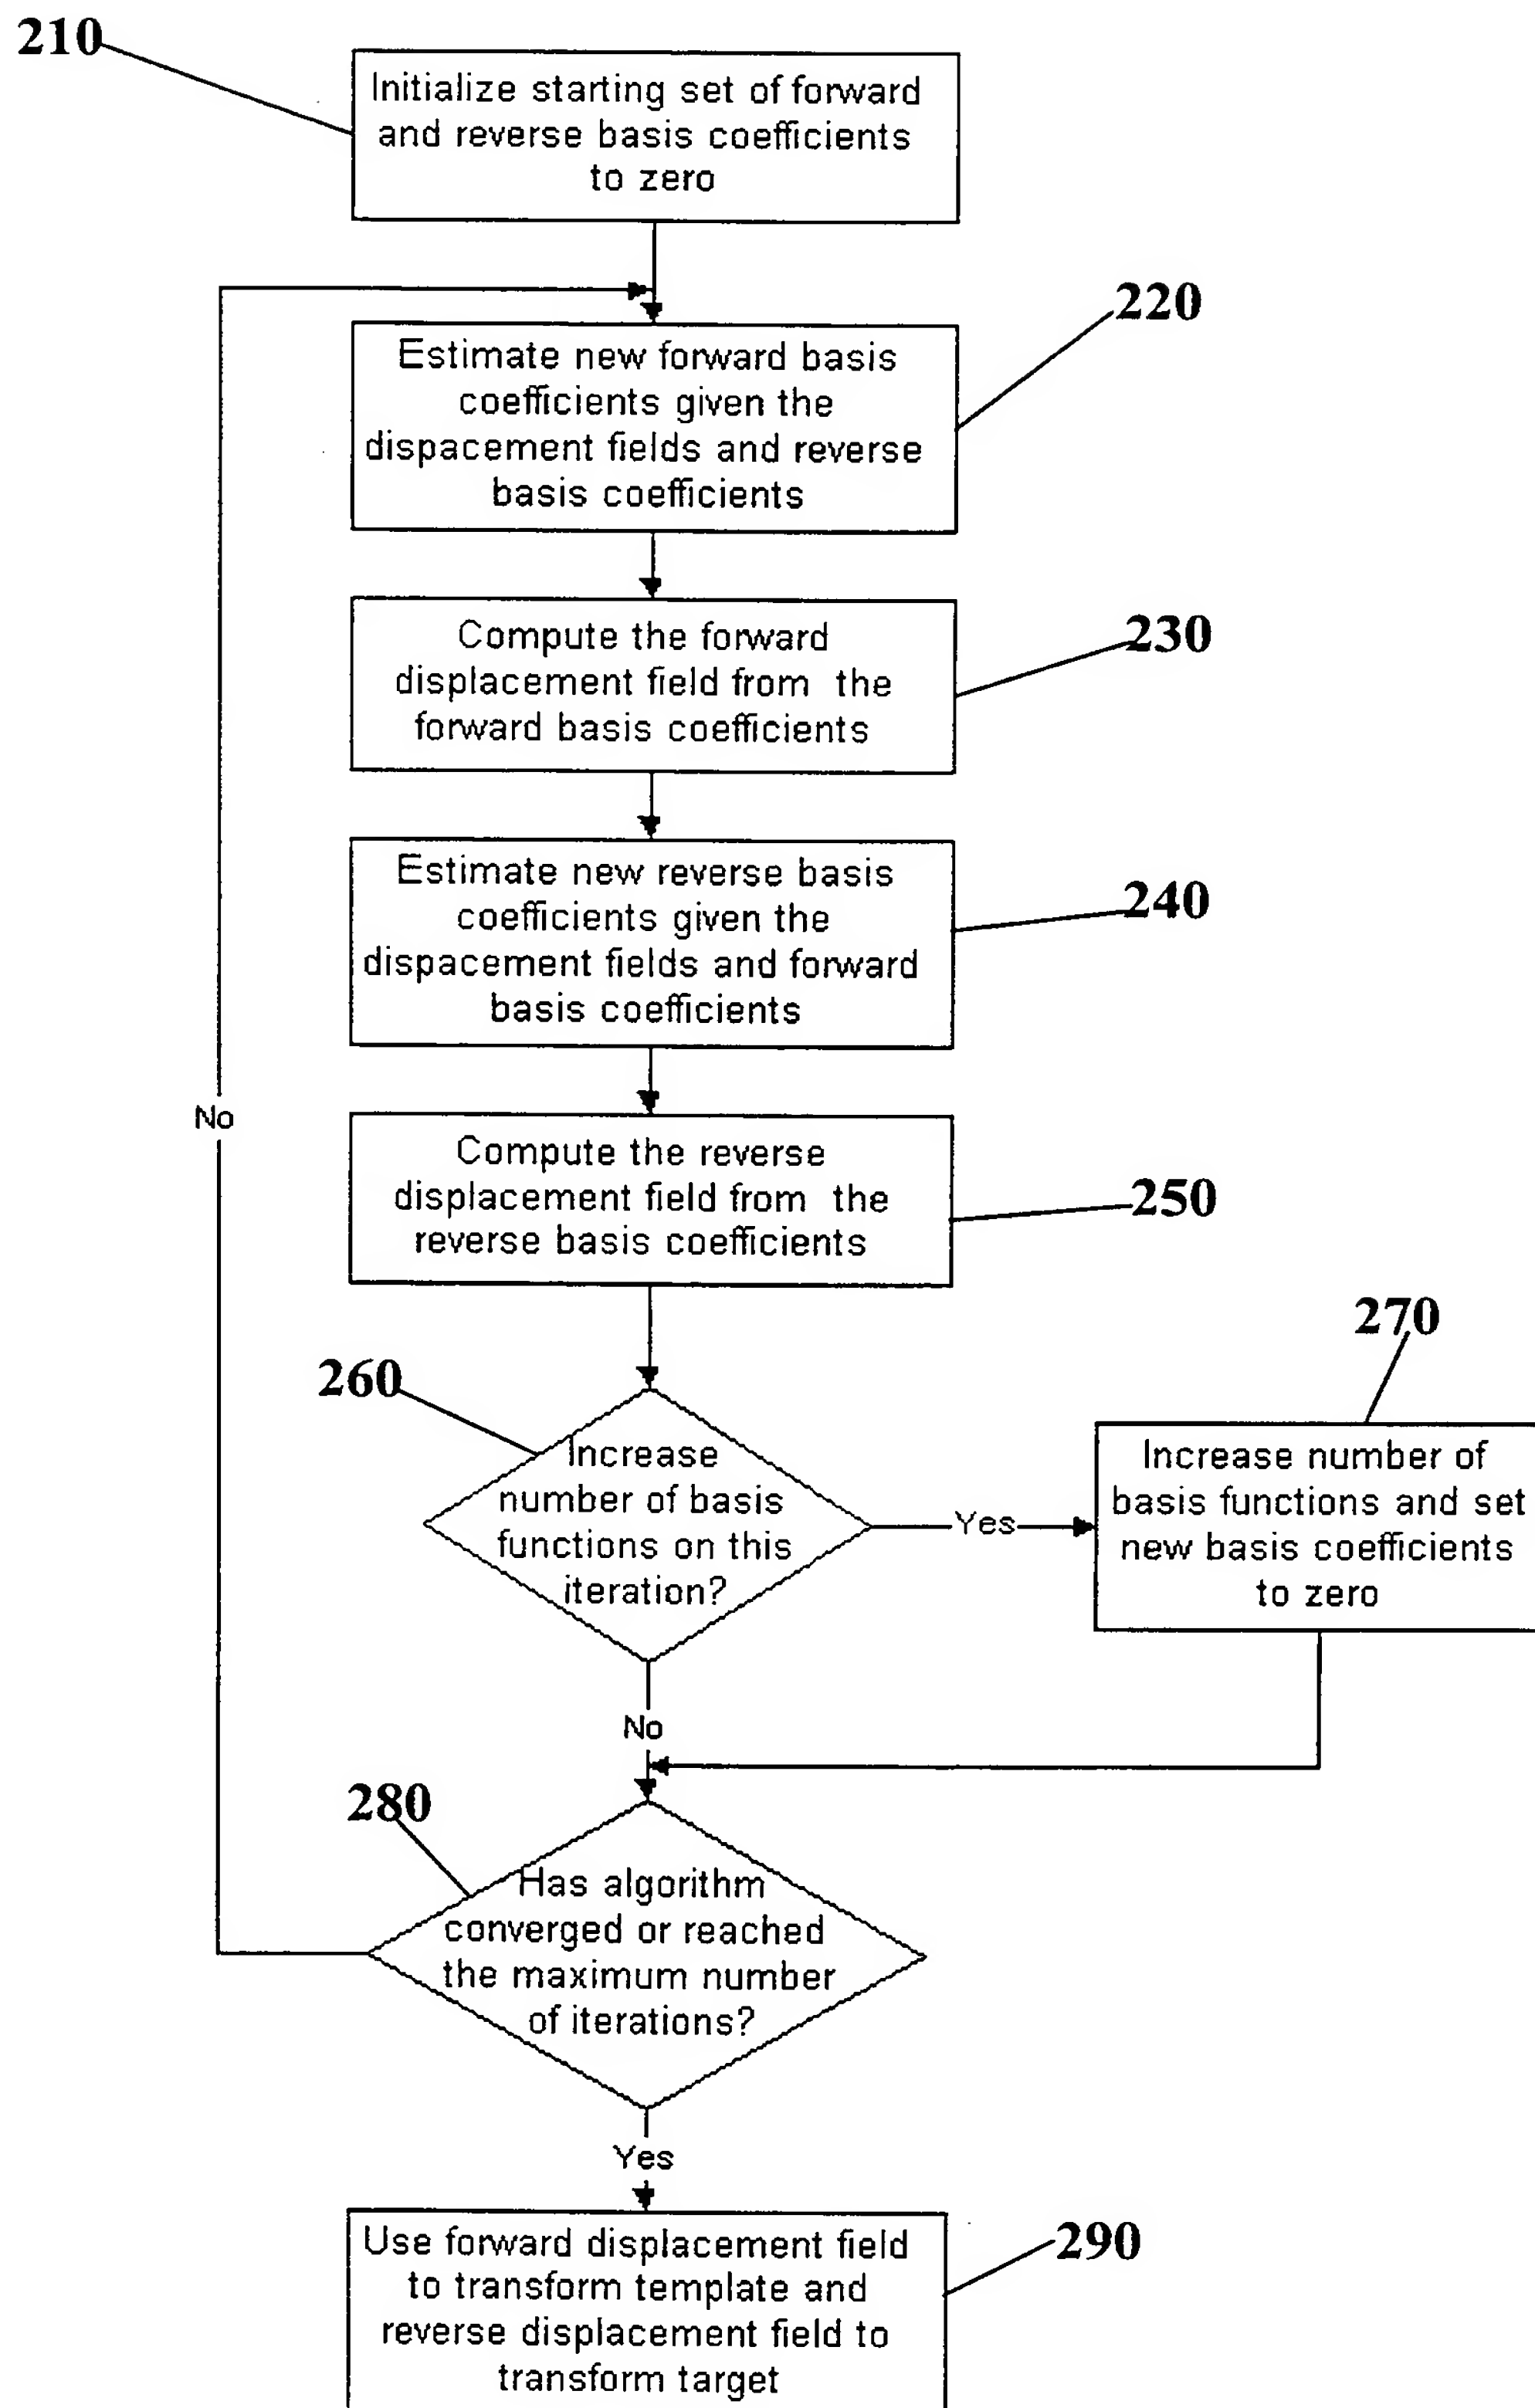 210
Initialize starting set of forward
and reverse basis coefficients
to zero
220
Estimate new forward basis
coefficients given the
dispacement fields and reverse
basis coefficients
230
Compute the forward
displacement field from the
forward basis coefficients
240
Estimate new reverse basis
coefficients given the
dispacement fields and forward
basis coefficients
No
250
Compute the reverse
displacement field from the
reverse basis coefficients
260
Increase
number of basis
functions on this
iteration?
Yes
270
Increase number of
basis functions and set
new basis coefficients
to zero
No
280
Has algorithm
converged or reached
the maximum number
of iterations?
Yes
290
Use forward displacement field
to transform template and
reverse displacement field to
transform target